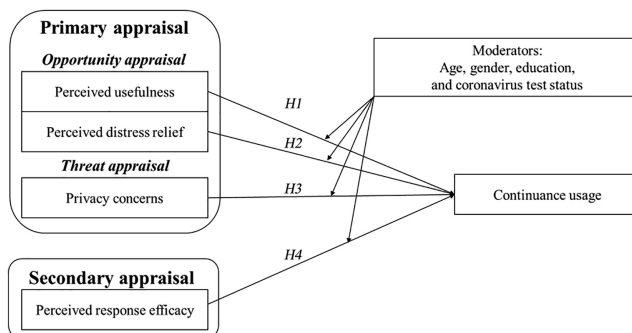 Primary appraisal
Opportunity appraisal
Perceived usefulness
Perceived distress relief
Threat appraisal
Privacy concerns
Secondary appraisal
Perceived response efficacy
H1
H2
H3
H4
Moderators:
Age, gender, education,
and coronavirus test status
Continuance usage